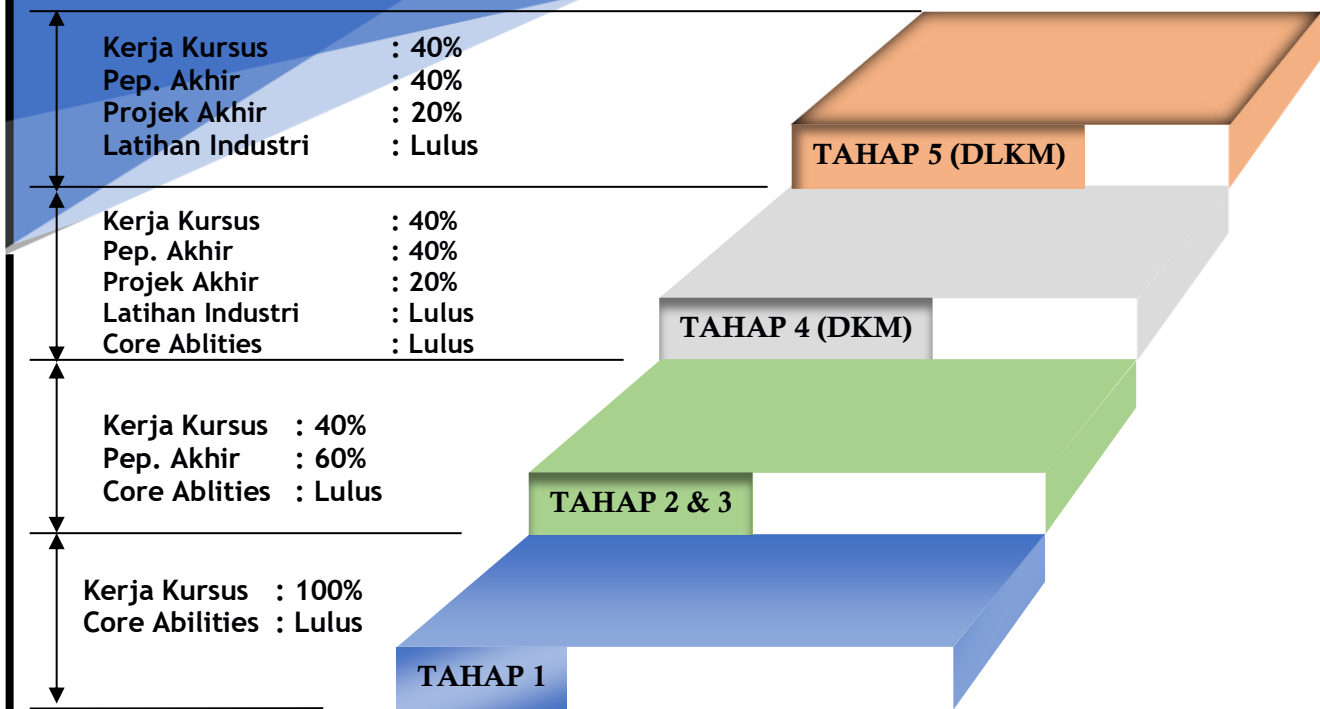 Kerja Kursus : 40%
Pep. Akhir : 40%
Projek Akhir : 20%
Latihan Industri : Lulus
TAHAP 5 (DLKM)
Kerja Kursus : 40%
Pep. Akhir : 40%
Projek Akhir : 20%
Latihan Industri : Lulus
Core Ablities : Lulus
TAHAP 4 (DKM)
Kerja Kursus : 40%
Pep. Akhir : 60%
Core Ablities : Lulus
TAHAP 2 & 3
Kerja Kursus : 100%
Core Abilities : Lulus
TAHAP 1